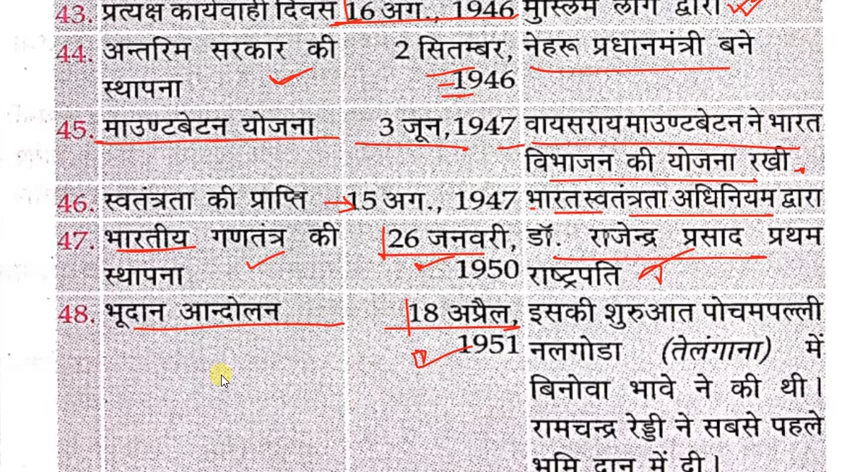 43. प्रत्यक्ष कार्यवाही दिवस 16 अग., 1946 मुस्लिम लीग द्वारा
44. अन्तरिम सरकार की 2 सितम्बर, नेहरू प्रधानमंत्री बने
स्थापना 1946
45. माउण्टबेटन योजना 3 जून,1947 वायसराय माउण्टबेटन ने भारत
विभाजन की योजना रखी
46. स्वतंत्रता की प्राप्ति 15 अग., 1947 भारत स्वतंत्रता अधिनियम द्वारा
47. भारतीय गणतंत्र की 26 जनवरी, डॉ. राजेन्द्र प्रसाद प्रथम
स्थापना 1950 राष्ट्रपति
48. भूदान आन्दोलन 18 अप्रैल, इसकी शुरुआत पोचमपल्ली
1951 नलगोडा (तेलंगाना) में
बिनोवा भावे ने की थी।
रामचन्द्र रेड्डी ने सबसे पहले
भूमि दान में दी।